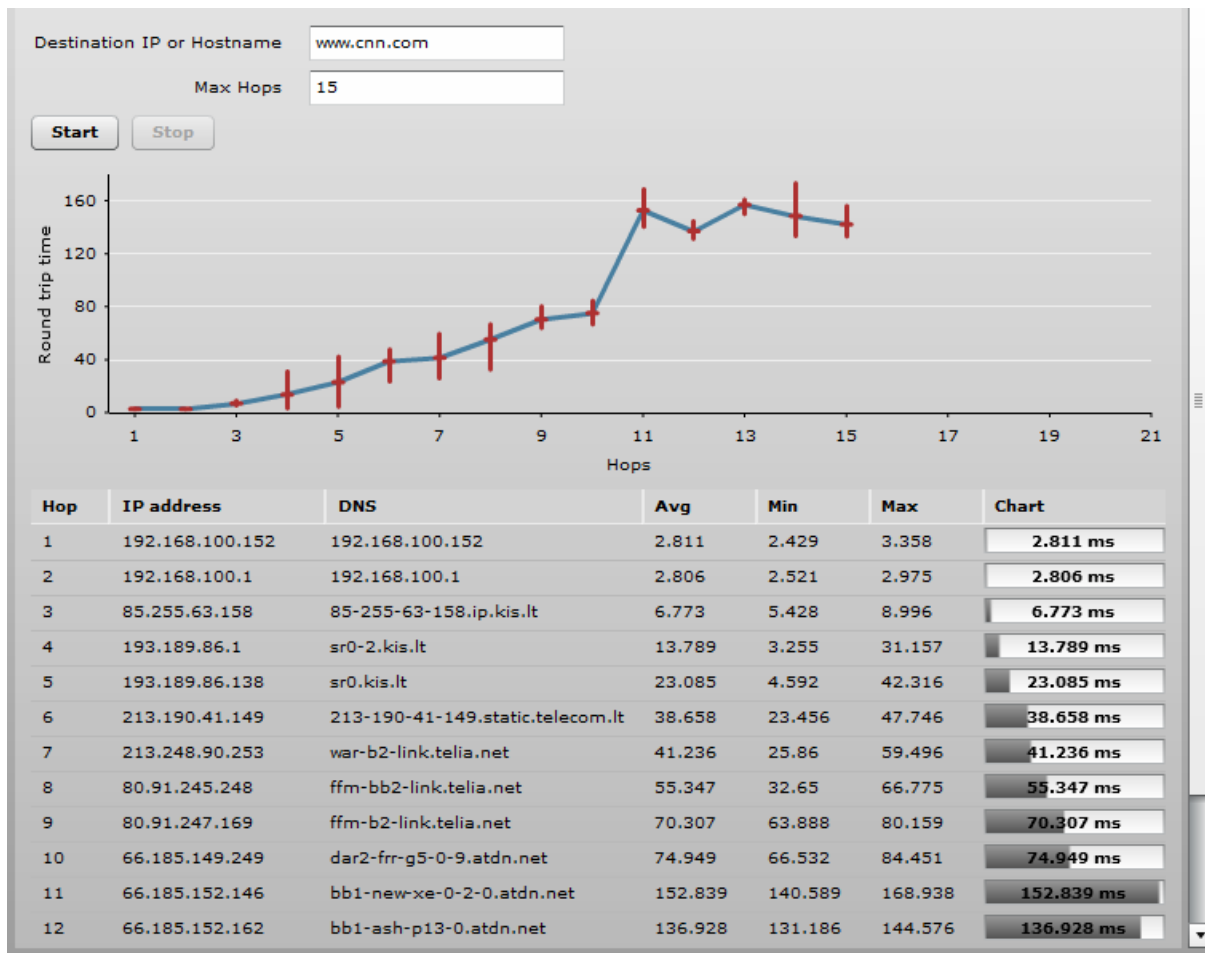 Destination IP or Hostname www.cnn.com
Max Hops 15
Start Stop
Round trip time
160
120
80
40
0
1 3 5 7 9 11 13 15 17 19 21
Hops
Hop IP address DNS Avg Min Max Chart
1 192.168.100.152 192.168.100.152 2.811 2.429 3.358 2.811 ms
2 192.168.100.1 192.168.100.1 2.806 2.521 2.975 2.806 ms
3 85.255.63.158 85-255-63-158.ip.kis.lt 6.773 5.428 8.996 6.773 ms
4 193.189.86.1 sr0-2.kis.lt 13.789 3.255 31.157 13.789 ms
5 193.189.86.138 sr0.kis.lt 23.085 4.592 42.316 23.085 ms
6 213.190.41.149 213-190-41-149.static.telecom.lt 38.658 23.456 47.746 38.658 ms
7 213.248.90.253 war-b2-link.telia.net 41.236 25.86 59.496 41.236 ms
8 80.91.245.248 ffm-bb2-link.telia.net 55.347 32.65 66.775 55.347 ms
9 80.91.247.169 ffm-b2-link.telia.net 70.307 63.888 80.159 70.307 ms
10 66.185.149.249 dar2-frr-g5-0-9.atdn.net 74.949 66.532 84.451 74.949 ms
11 66.185.152.146 bb1-new-xe-0-2-0.atdn.net 152.839 140.589 168.938 152.839 ms
12 66.185.152.162 bb1-ash-p13-0.atdn.net 136.928 131.186 144.576 136.928 ms